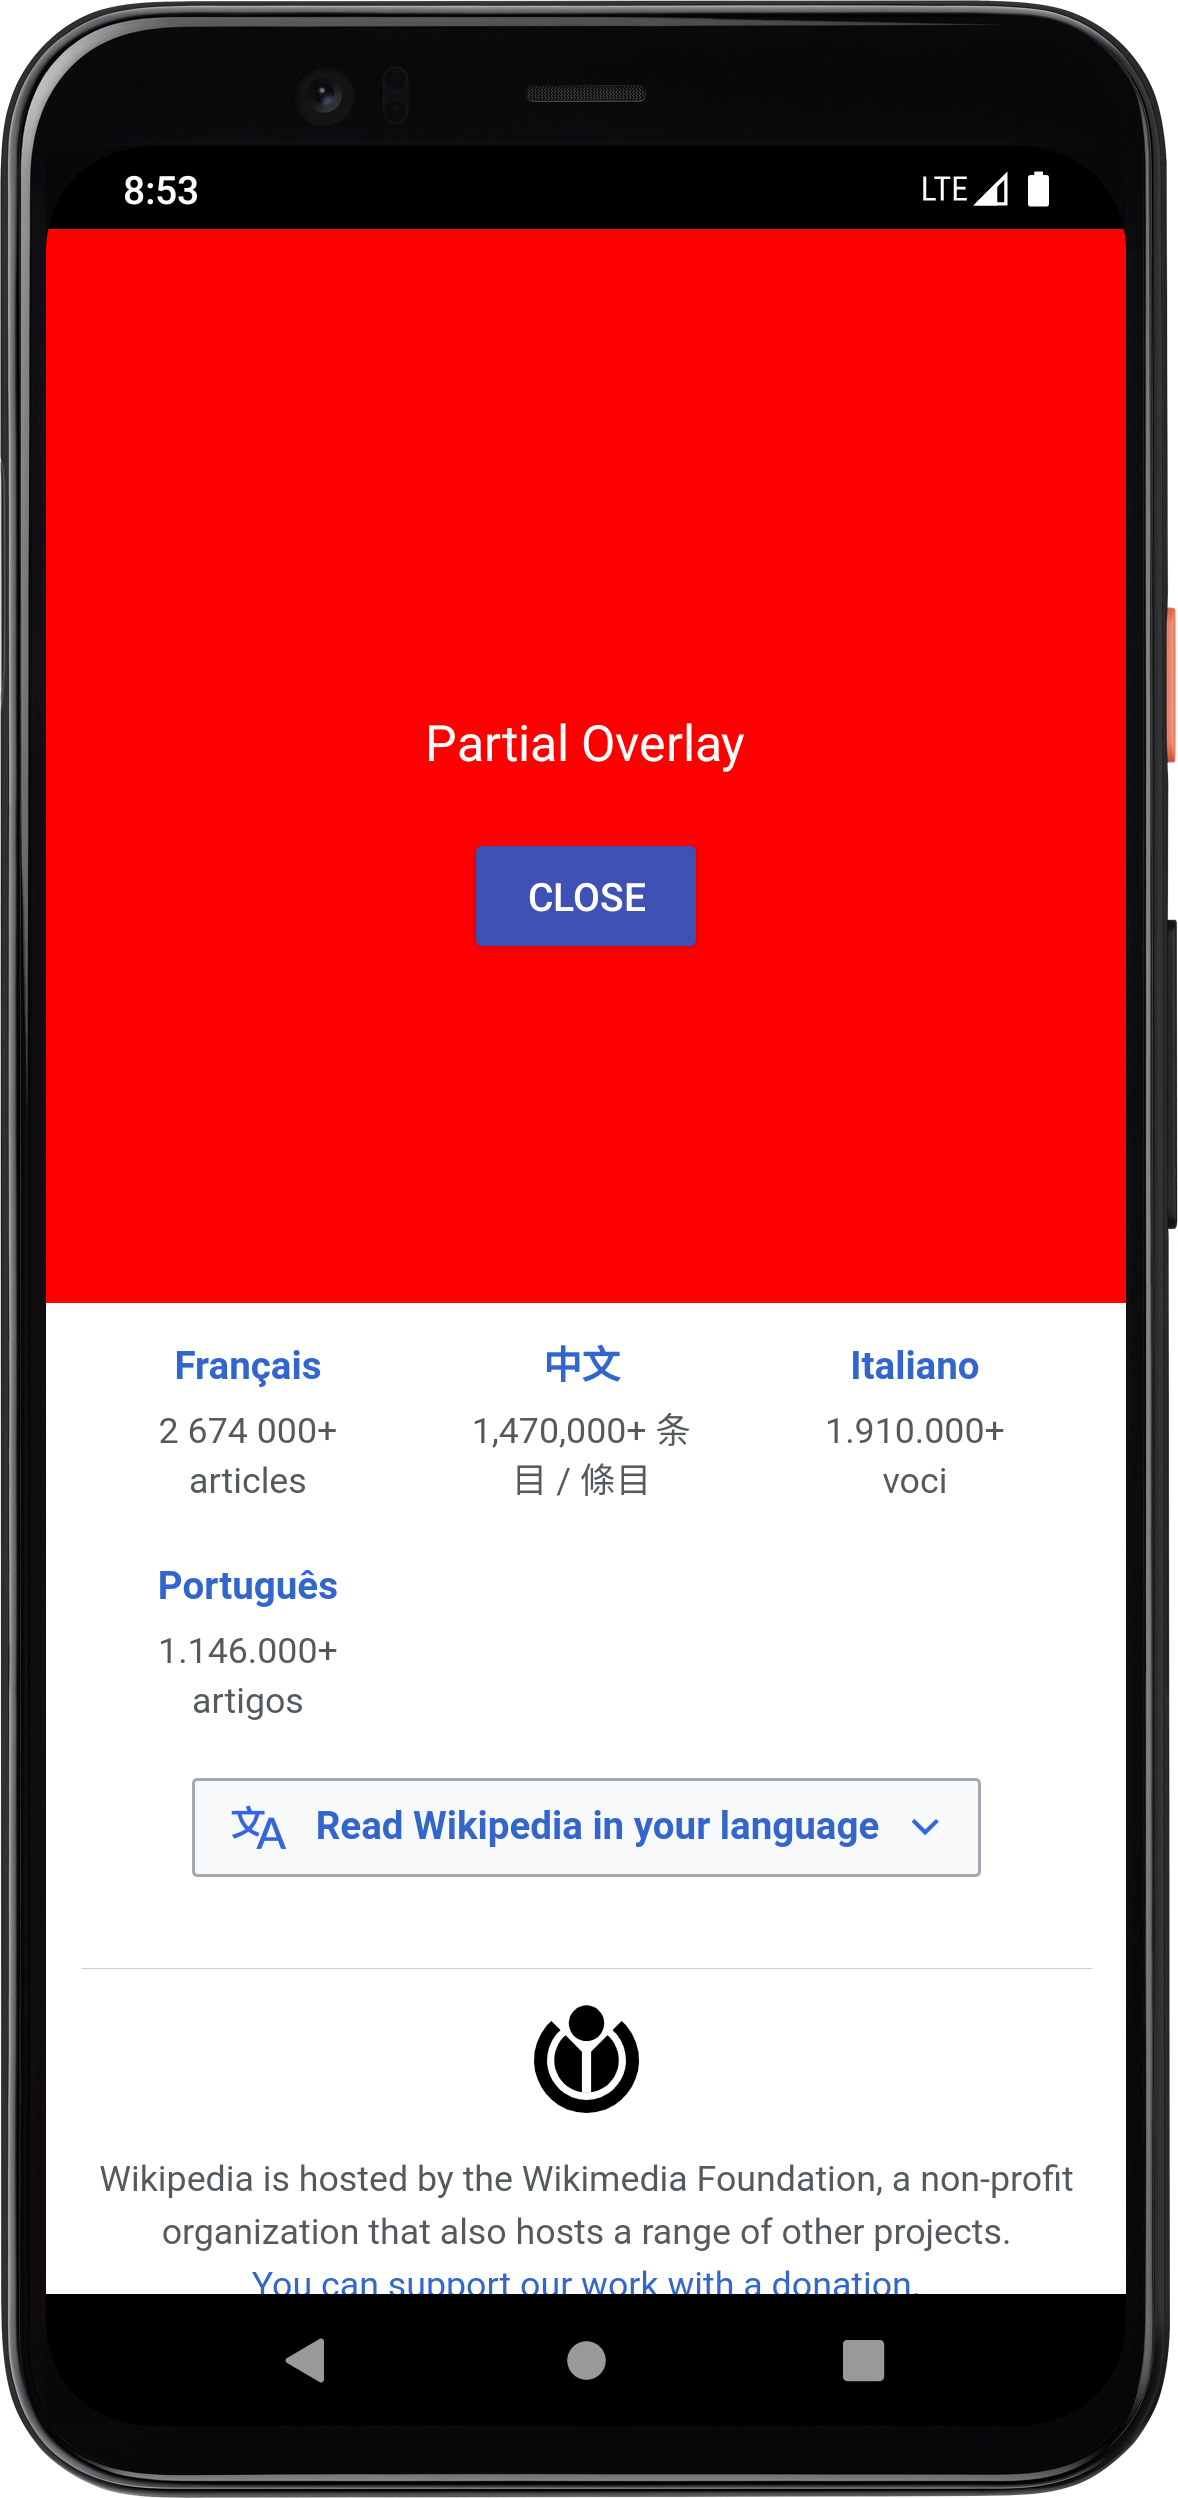 8:53
LTE
Partial Overlay
CLOSE
Français
2 674 000+
articles
中文
1,470,000+ 条
目 / 條目
Italiano
1.910.000+
voci
Português
1.146.000+
artigos
Read Wikipedia in your language
Wikipedia is hosted by the Wikimedia Foundation, a non-profit
organization that also hosts a range of other projects.
You can support our work with a donation.